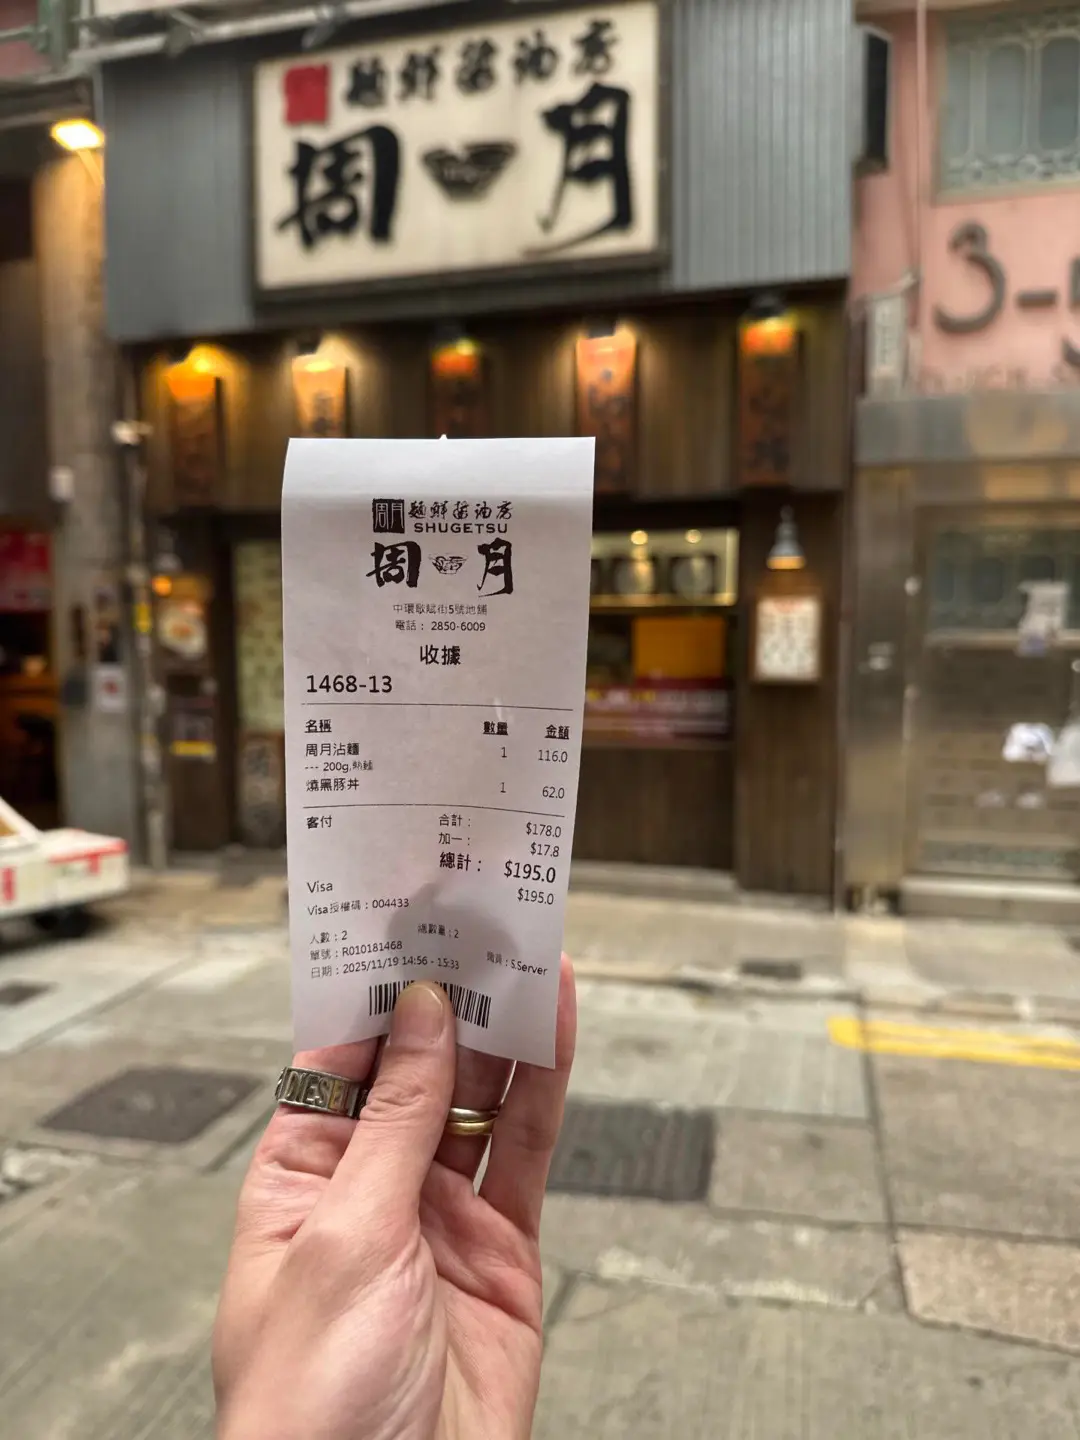 麵鮮醬油房
周 月
3-5
周月 麵鮮醬油房
SHUGETSU
周 月
中環歌賦街5號地舖
電話： 2850-6009
收據
1468-13
名稱 數量 金額
周月沾麵 1 116.0
--- 200g,熱麵
燒黑豚丼 1 62.0
客付 合計： $178.0
加一： $17.8
總計： $195.0
Visa $195.0
Visa授權碼：004433
人數：2 總數量：2
單號：R010181468
日期：2025/11/19 14:56 - 15:33 職員：S.Server
DIESEL